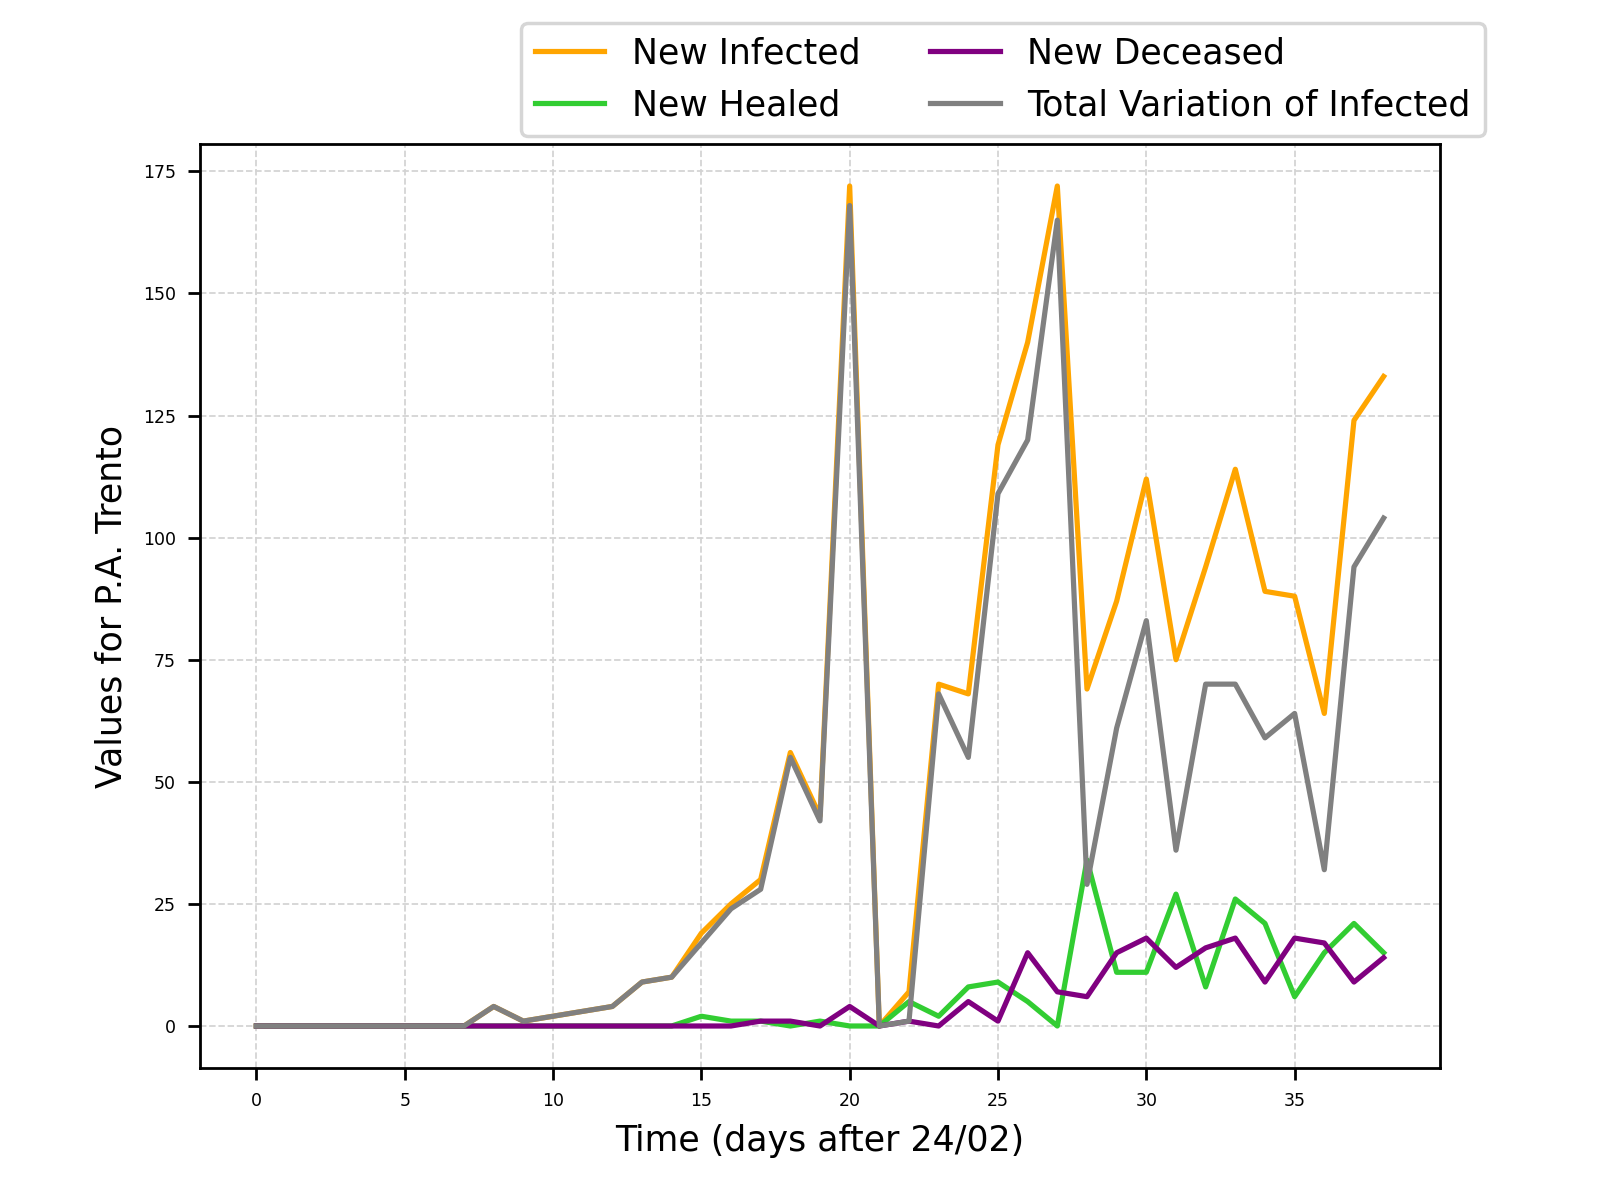 New Infected
New Healed
New Deceased
Total Variation of Infected
175
150
125
100
75
50
25
0
Values for P.A. Trento
0 5 10 15 20 25 30 35
Time (days after 24/02)